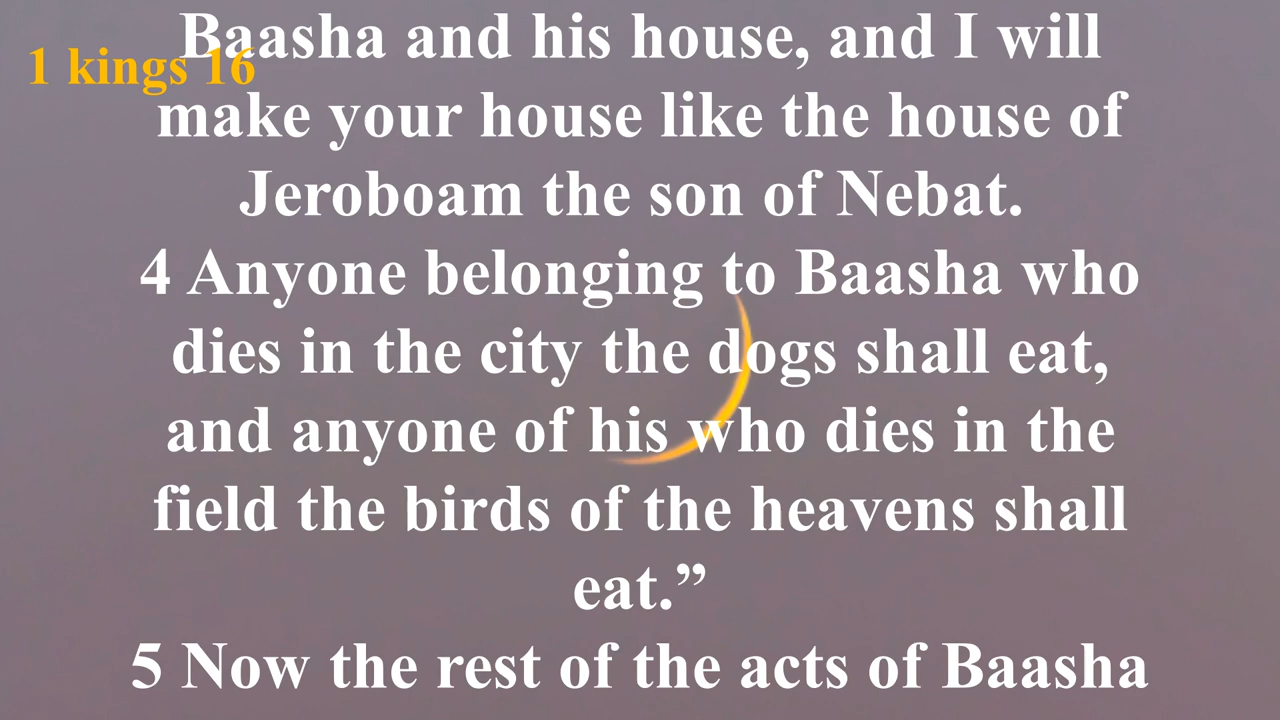 1 kings 16
Baasha and his house, and I will
make your house like the house of
Jeroboam the son of Nebat.
4 Anyone belonging to Baasha who
dies in the city the dogs shall eat,
and anyone of his who dies in the
field the birds of the heavens shall
eat.”
5 Now the rest of the acts of Baasha